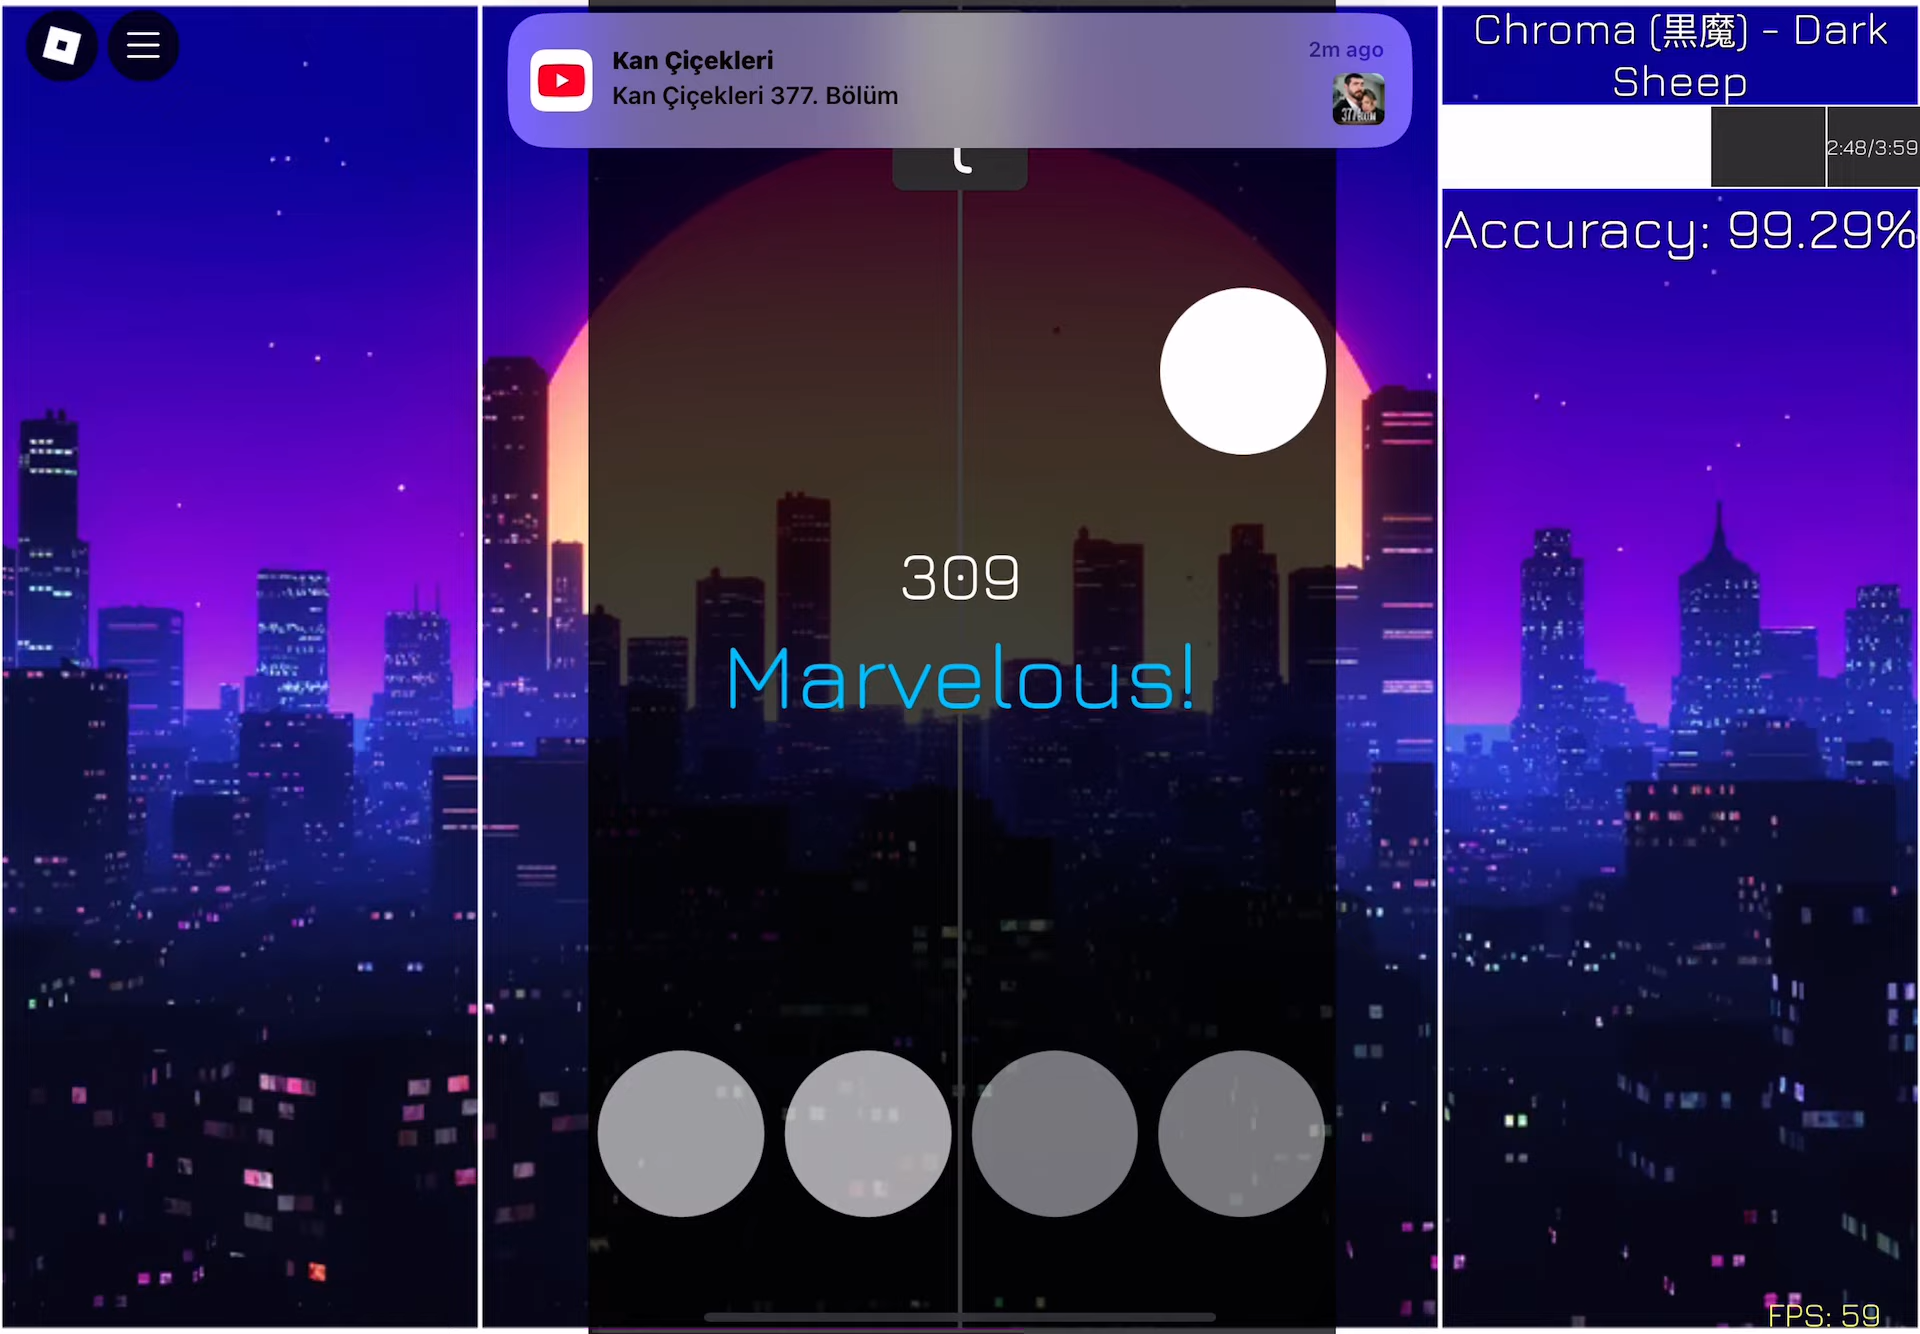 Kan Çiçekleri
2m ago
Kan Çiçekleri 377. Bölüm
Chroma (黒魔) - Dark
Sheep
2:48/3:59
Accuracy: 99.29%
309
Marvelous!
FPS: 59